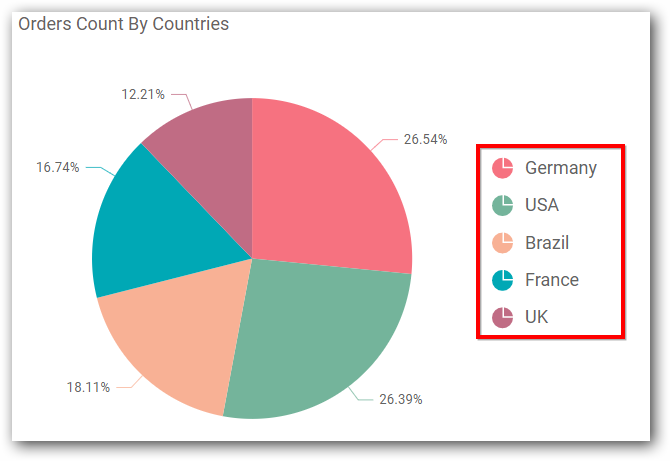 Orders Count By Countries
12.21%
26.54%
16.74%
18.11%
26.39%
Germany
USA
Brazil
France
UK